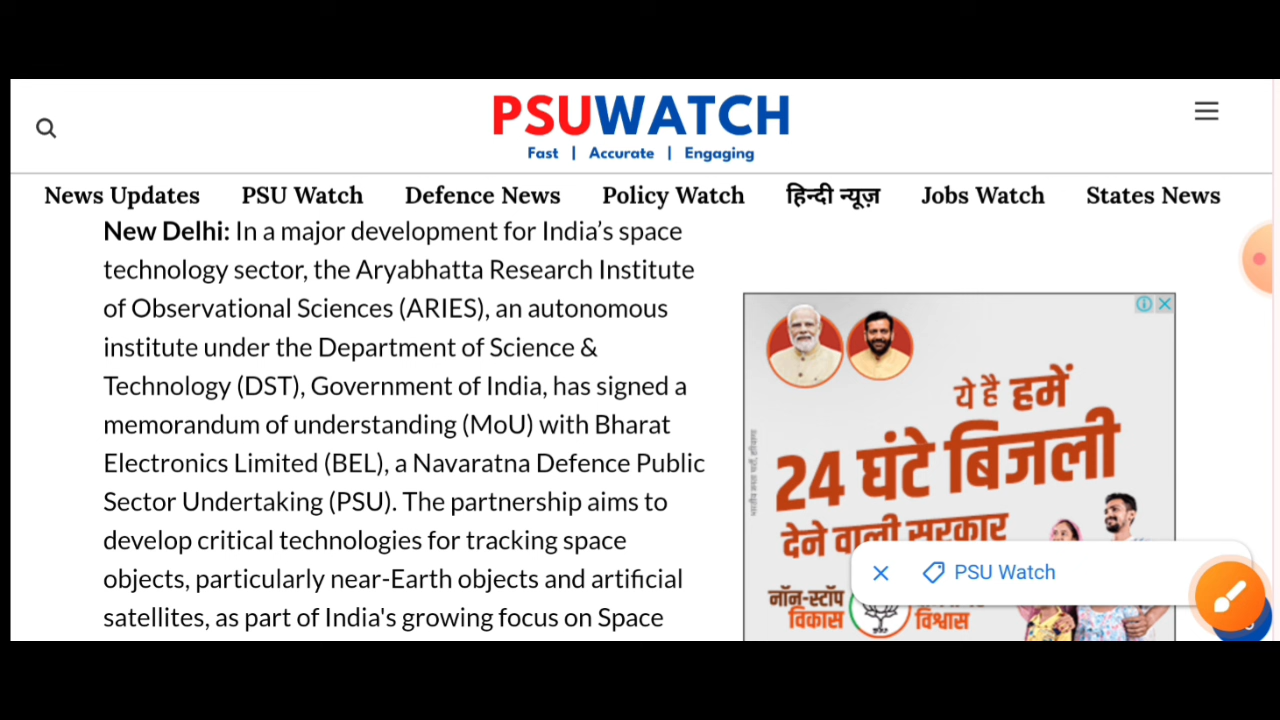 PSUWATCH
Fast | Accurate | Engaging
News Updates PSU Watch Defence News Policy Watch हिन्दी न्यूज़ Jobs Watch States News
New Delhi: In a major development for India’s space
technology sector, the Aryabhatta Research Institute
of Observational Sciences (ARIES), an autonomous
institute under the Department of Science &
Technology (DST), Government of India, has signed a
memorandum of understanding (MoU) with Bharat
Electronics Limited (BEL), a Navaratna Defence Public
Sector Undertaking (PSU). The partnership aims to
develop critical technologies for tracking space
objects, particularly near-Earth objects and artificial
satellites, as part of India's growing focus on Space
ये है हमें
24 घंटे बिजली
देने वाली सरकार
नॉन-स्टॉप
विकास
विश्वास
PSU Watch